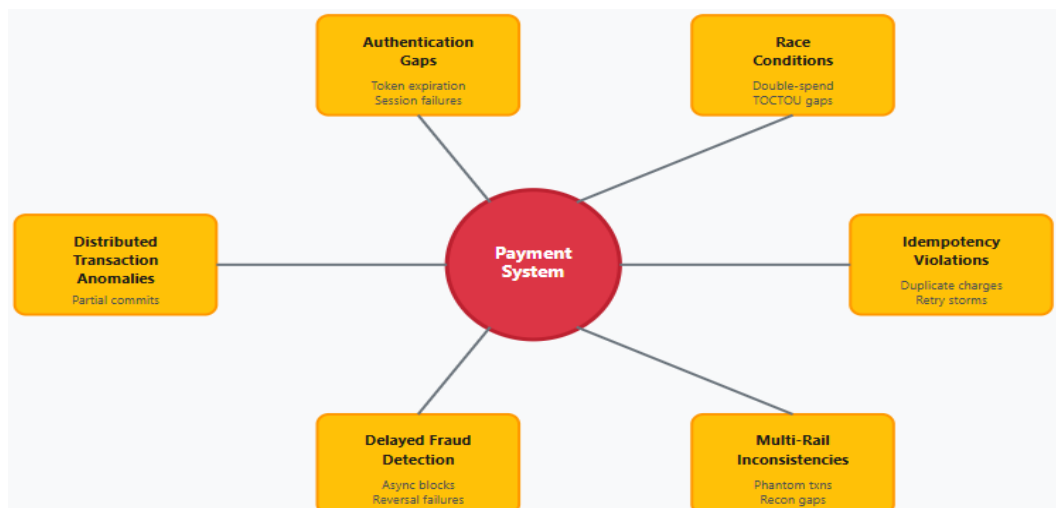 Authentication
Gaps
Token expiration
Session failures
Race
Conditions
Double-spend
TOCTOU gaps
Distributed
Transaction
Anomalies
Partial commits
Payment
System
Idempotency
Violations
Duplicate charges
Retry storms
Delayed Fraud
Detection
Async blocks
Reversal failures
Multi-Rail
Inconsistencies
Phantom txns
Recon gaps